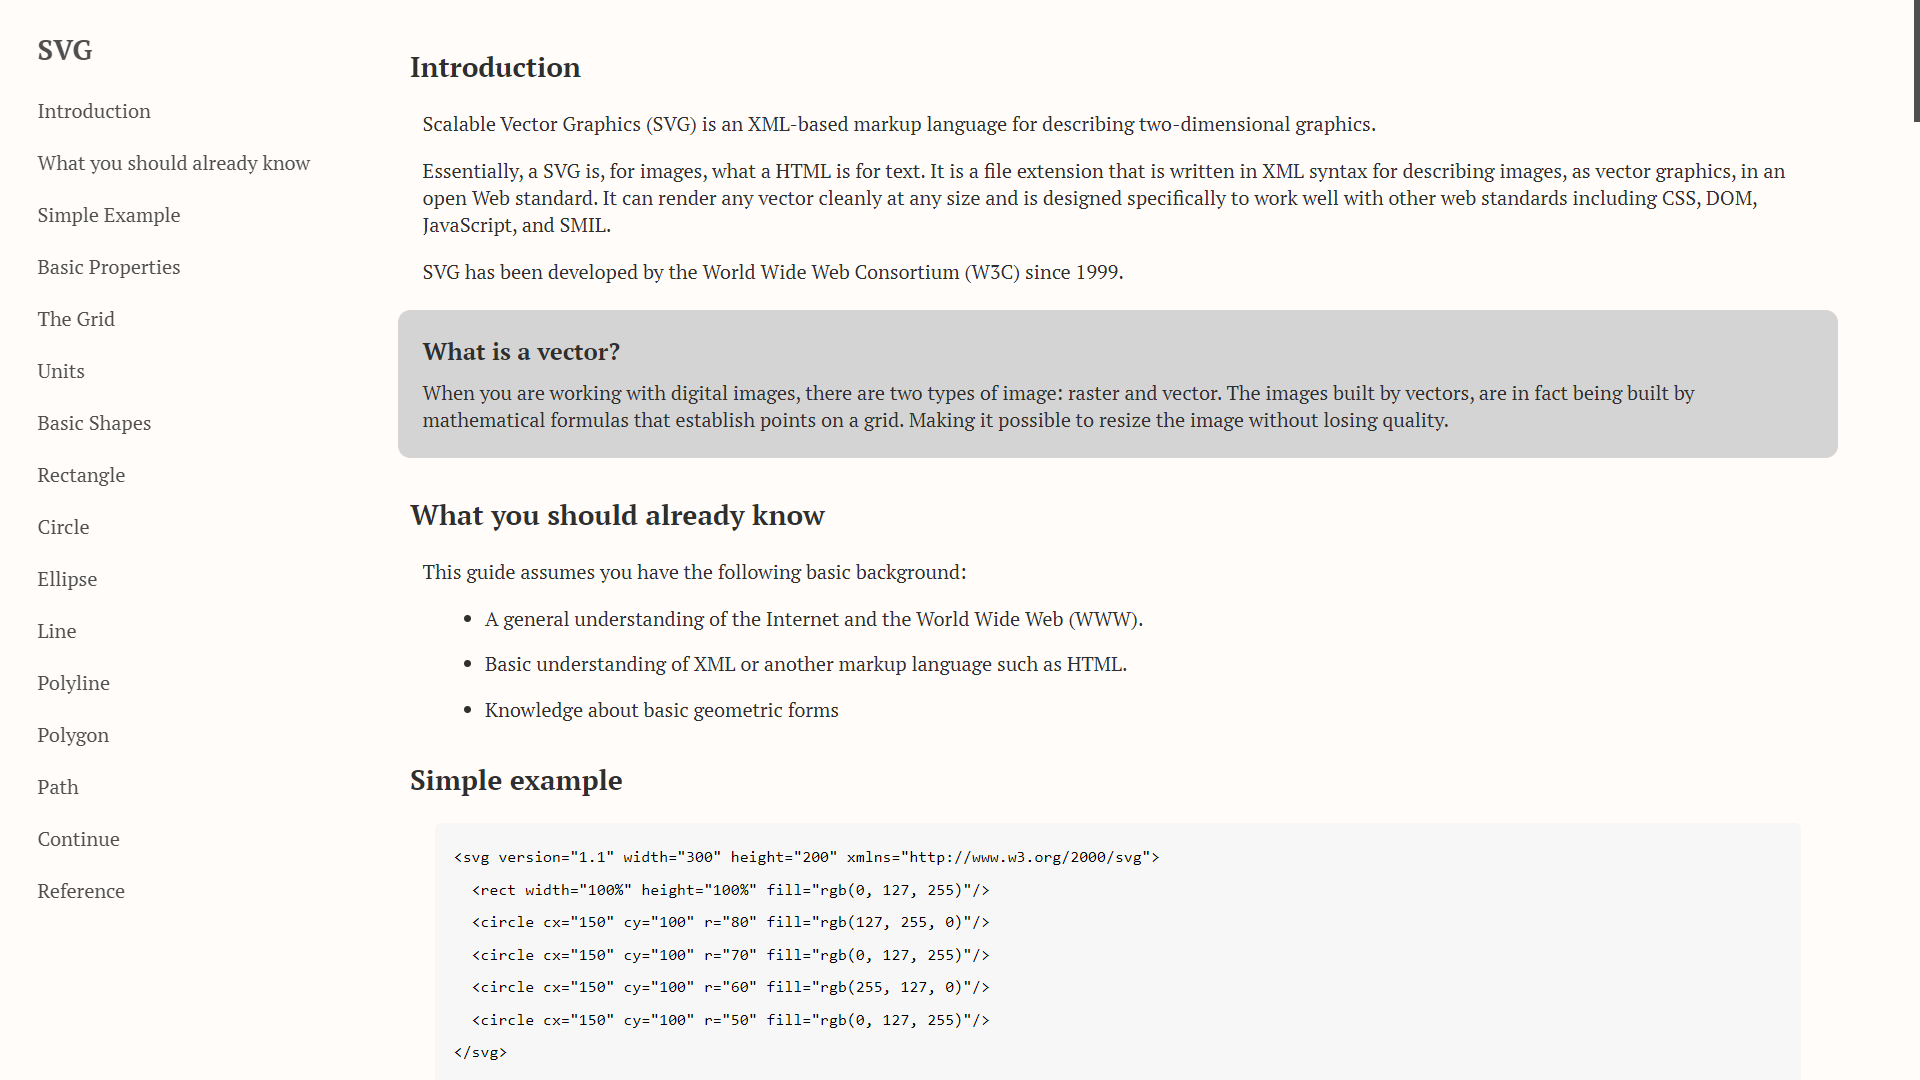 SVG
Introduction
What you should already know
Simple Example
Basic Properties
The Grid
Units
Basic Shapes
Rectangle
Circle
Ellipse
Line
Polyline
Polygon
Path
Continue
Reference
Introduction
Scalable Vector Graphics (SVG) is an XML-based markup language for describing two-dimensional graphics.
Essentially, a SVG is, for images, what a HTML is for text. It is a file extension that is written in XML syntax for describing images, as vector graphics, in an
open Web standard. It can render any vector cleanly at any size and is designed specifically to work well with other web standards including CSS, DOM,
JavaScript, and SMIL.
SVG has been developed by the World Wide Web Consortium (W3C) since 1999.
What is a vector?
When you are working with digital images, there are two types of image: raster and vector. The images built by vectors, are in fact being built by
mathematical formulas that establish points on a grid. Making it possible to resize the image without losing quality.
What you should already know
This guide assumes you have the following basic background:
• A general understanding of the Internet and the World Wide Web (WWW).
• Basic understanding of XML or another markup language such as HTML.
• Knowledge about basic geometric forms
Simple example
<svg version="1.1" width="300" height="200" xmlns="http://www.w3.org/2000/svg">
  <rect width="100%" height="100%" fill="rgb(0, 127, 255)"/>
  <circle cx="150" cy="100" r="80" fill="rgb(127, 255, 0)"/>
  <circle cx="150" cy="100" r="70" fill="rgb(0, 127, 255)"/>
  <circle cx="150" cy="100" r="60" fill="rgb(255, 127, 0)"/>
  <circle cx="150" cy="100" r="50" fill="rgb(0, 127, 255)"/>
</svg>